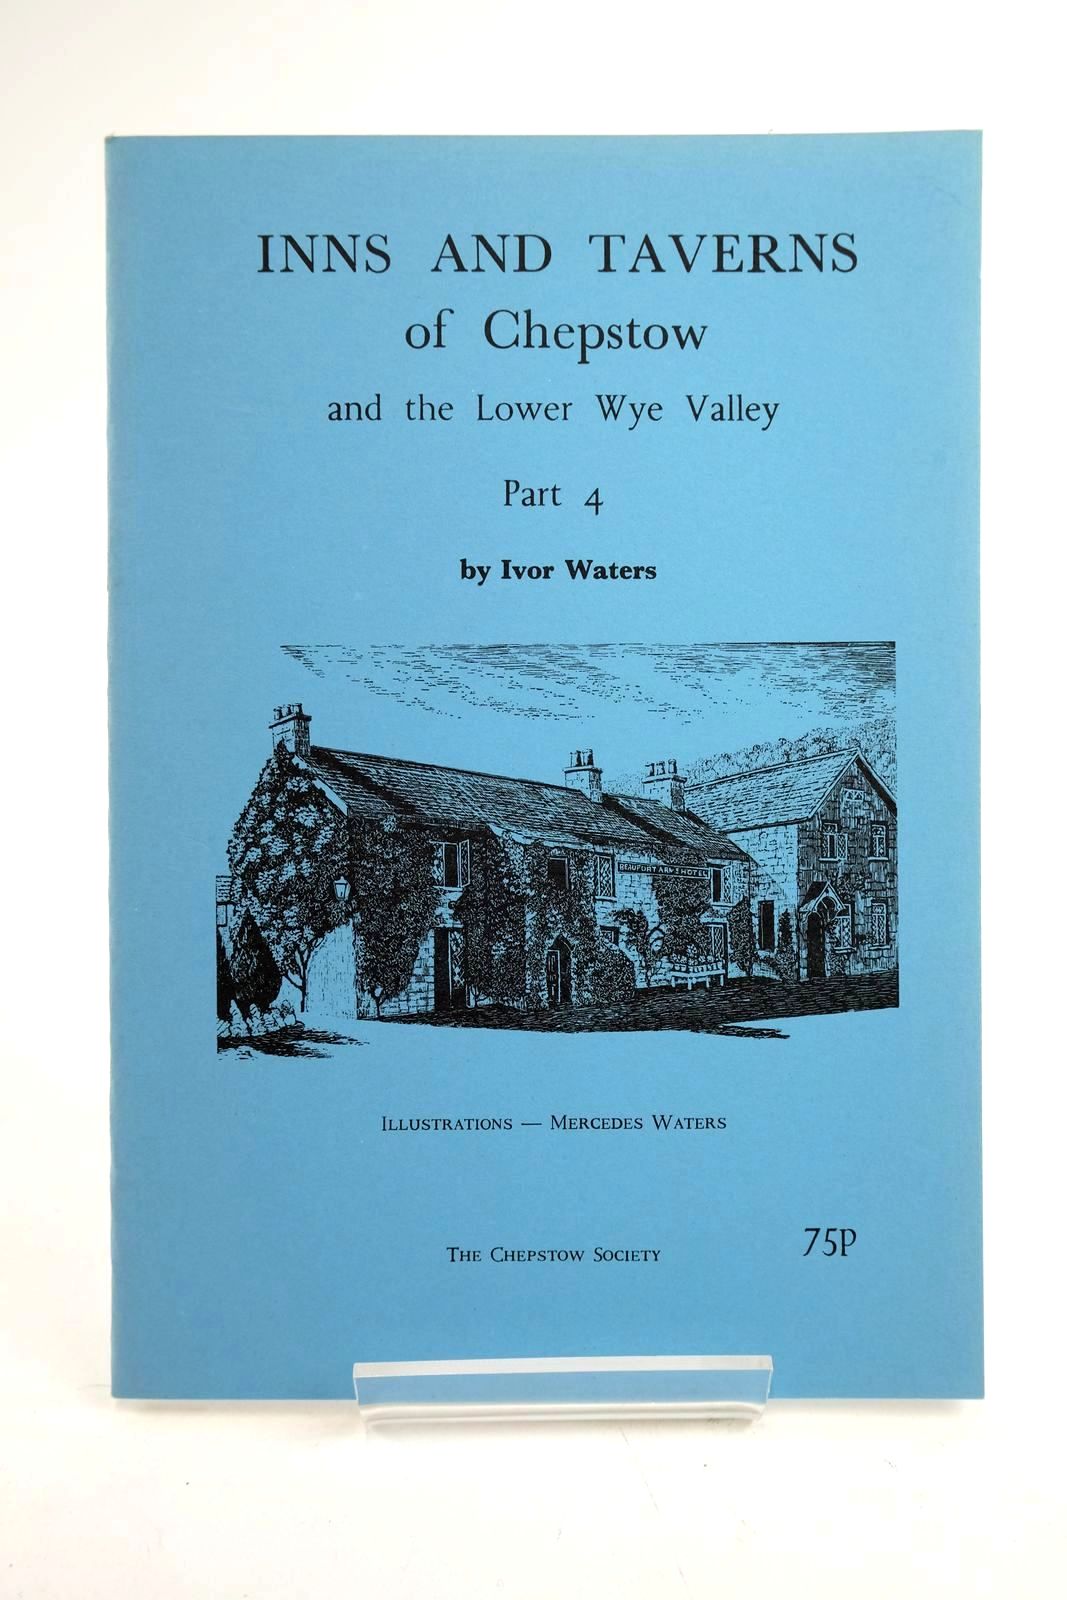 INNS AND TAVERNS
of Chepstow
and the Lower Wye Valley
Part 4
by Ivor Waters
BEAUFORT ARMS HOTEL
ILLUSTRATIONS — MERCEDES WATERS
THE CHEPSTOW SOCIETY
75P